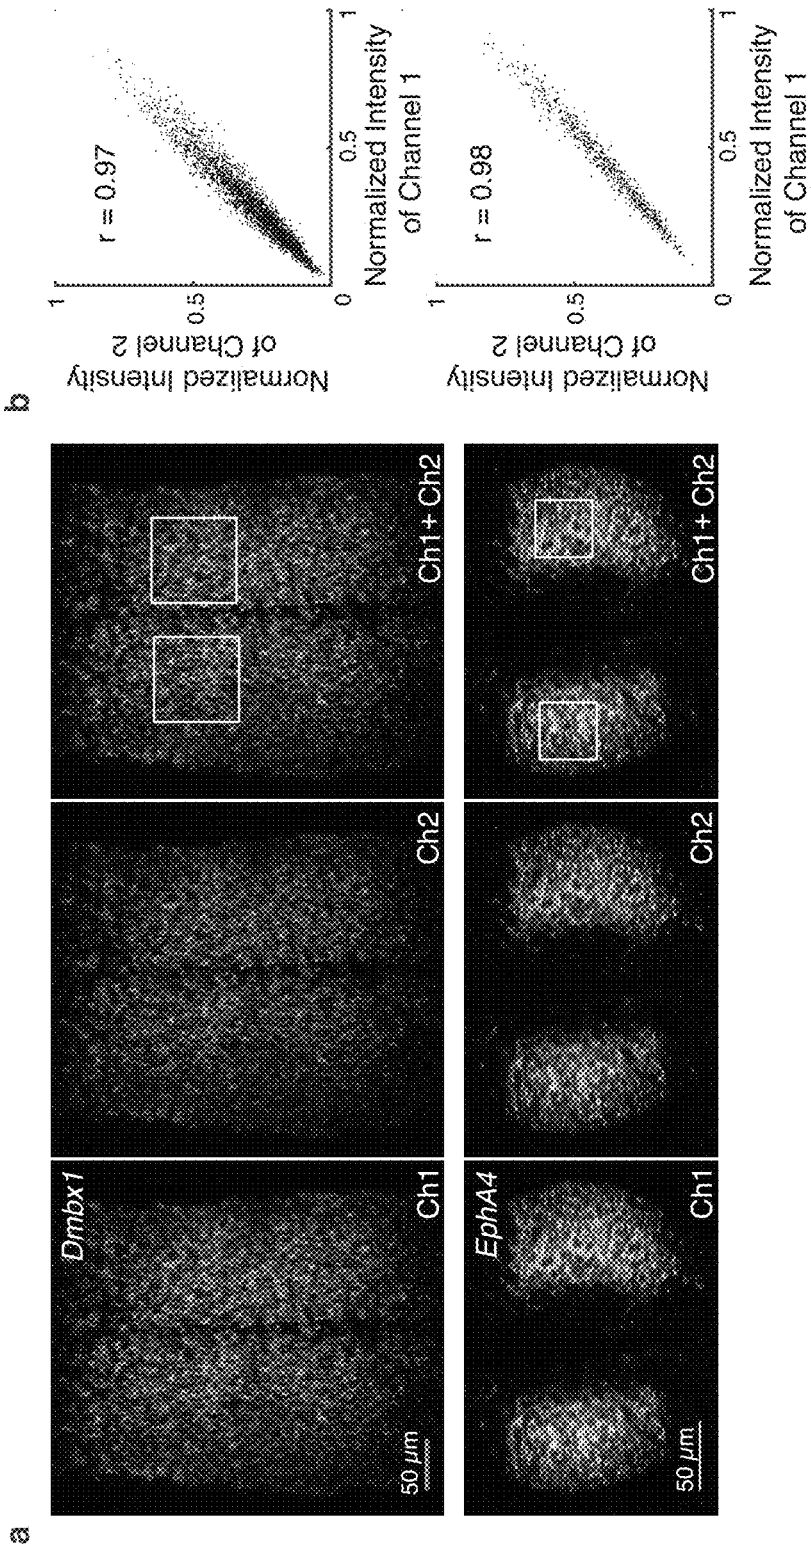 a
Dmbx1
50 µm
Ch1
Ch2
Ch1+ Ch2
EphA4
50 µm
Ch1
Ch2
Ch1+ Ch2
b
Normalized Intensity
of Channel 2
1
0.5
0
r = 0.97
0.5
1
Normalized Intensity
of Channel 1
Normalized Intensity
of Channel 2
1
0.5
0
r = 0.98
0.5
1
Normalized Intensity
of Channel 1